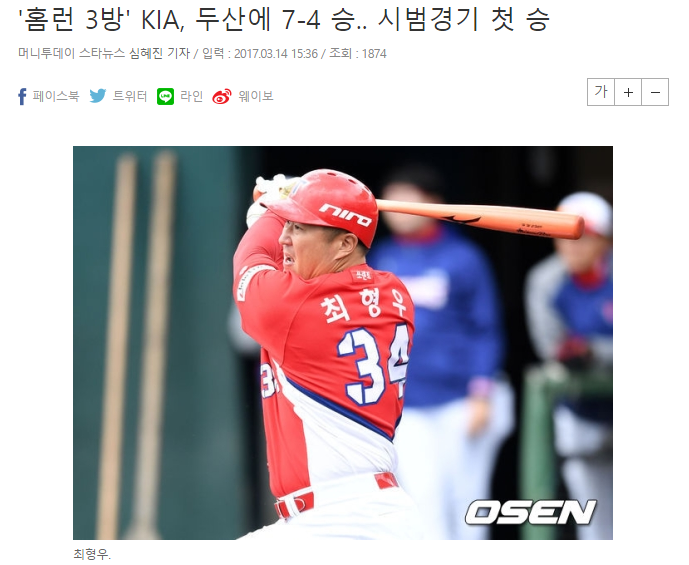 '홈런 3방' KIA, 두산에 7-4 승.. 시범경기 첫 승
머니투데이 스타뉴스 심혜진 기자 / 입력 : 2017.03.14 15:36 / 조회 : 1874
페이스북 트위터 라인 웨이보
가 + −
niro
최형우
34
OSEN
최형우.